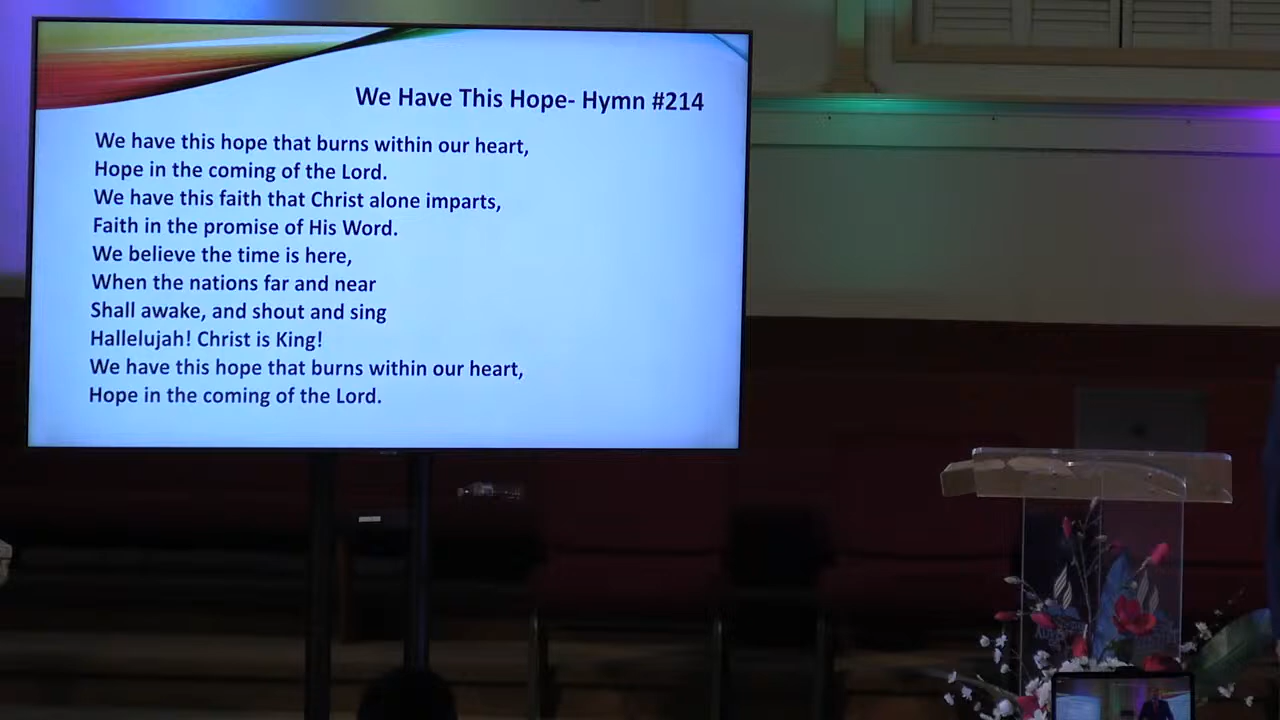 We Have This Hope- Hymn #214
We have this hope that burns within our heart,
Hope in the coming of the Lord.
We have this faith that Christ alone imparts,
Faith in the promise of His Word.
We believe the time is here,
When the nations far and near
Shall awake, and shout and sing
Hallelujah! Christ is King!
We have this hope that burns within our heart,
Hope in the coming of the Lord.